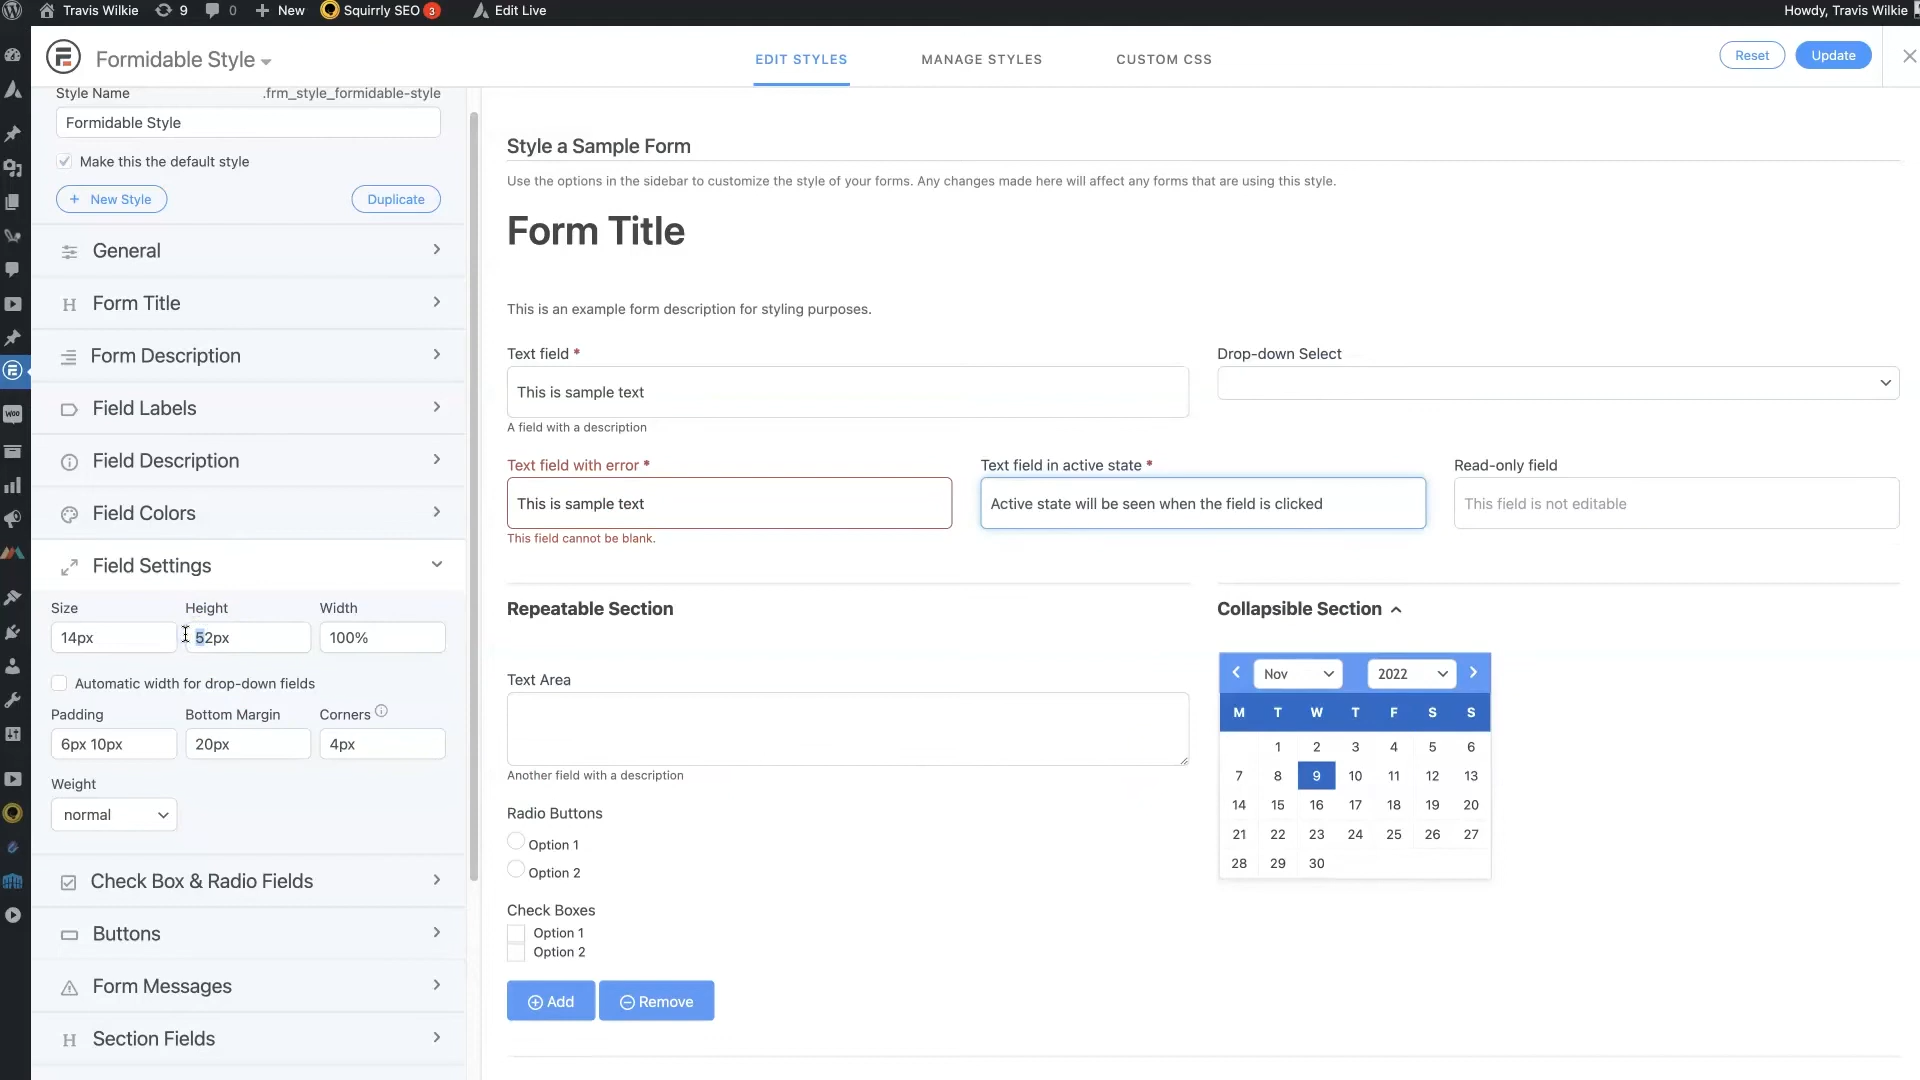 Travis Wilkie 9 0 New Squirrly SEO 3 Edit Live Howdy, Travis Wilkie
Formidable Style EDIT STYLES MANAGE STYLES CUSTOM CSS Reset Update
Style Name .frm_style_formidable-style
Formidable Style
Make this the default style
+ New Style Duplicate
General
Form Title
Form Description
Field Labels
Field Description
Field Colors
Field Settings
Size Height Width
14px 52px 100%
Automatic width for drop-down fields
Padding Bottom Margin Corners
6px 10px 20px 4px
Weight
normal
Check Box & Radio Fields
Buttons
Form Messages
Section Fields
Woo
Style a Sample Form
Use the options in the sidebar to customize the style of your forms. Any changes made here will affect any forms that are using this style.
Form Title
This is an example form description for styling purposes.
Text field * Drop-down Select
This is sample text
A field with a description
Text field with error * Text field in active state * Read-only field
This is sample text Active state will be seen when the field is clicked This field is not editable
This field cannot be blank.
Repeatable Section Collapsible Section
Text Area
Another field with a description
Radio Buttons
Option 1
Option 2
Check Boxes
Option 1
Option 2
Add Remove
Nov 2022
M T W T F S S
1 2 3 4 5 6
7 8 9 10 11 12 13
14 15 16 17 18 19 20
21 22 23 24 25 26 27
28 29 30